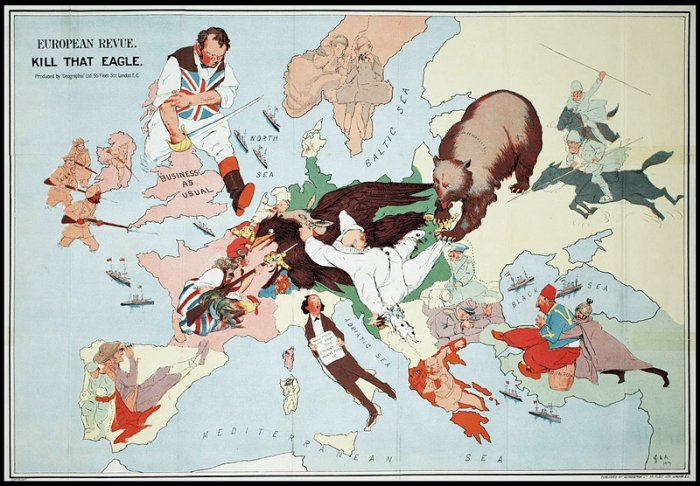 EUROPEAN REVUE.
KILL THAT EAGLE.
Produced by 'Geographia' Ltd. 55 Fleet Str. London E.C.
NORTH
SEA
BALTIC SEA
BUSINESS
AS
USUAL
BLACK SEA
ADRIATIC SEA
MEDITERRANEAN SEA
1914